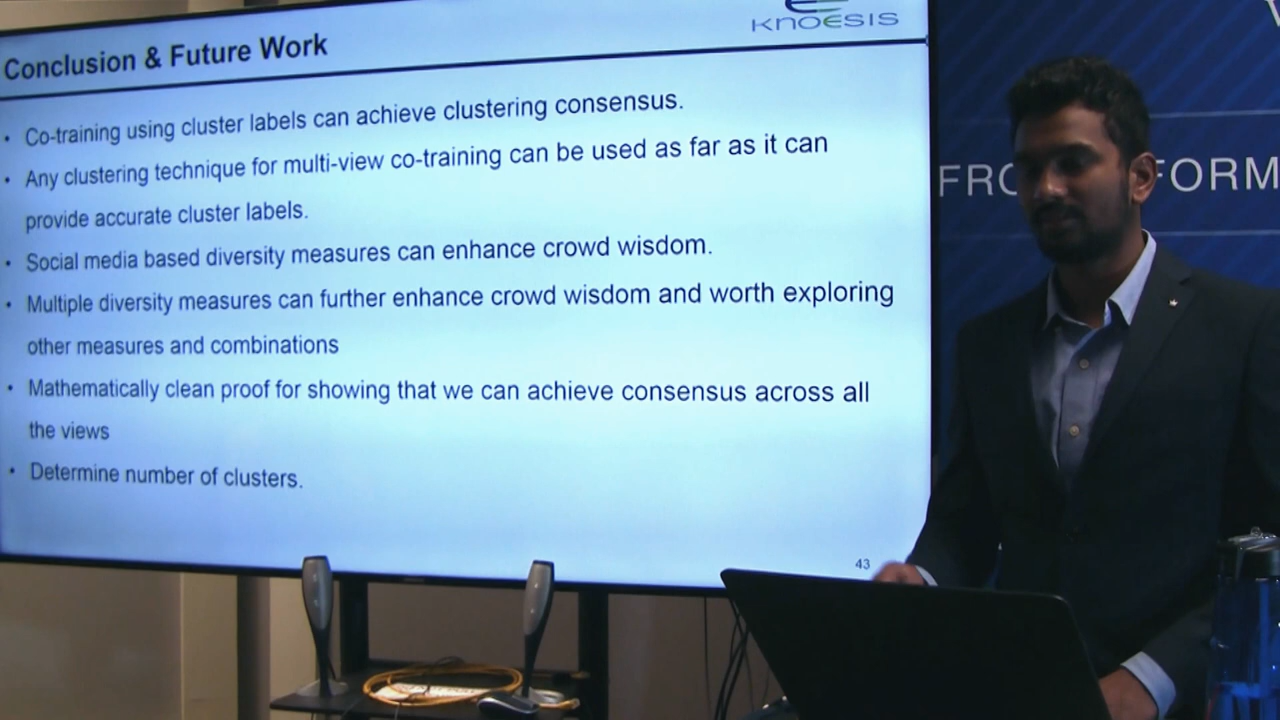 KNOESIS
Conclusion & Future Work
• Co-training using cluster labels can achieve clustering consensus.
• Any clustering technique for multi-view co-training can be used as far as it can
provide accurate cluster labels.
• Social media based diversity measures can enhance crowd wisdom.
• Multiple diversity measures can further enhance crowd wisdom and worth exploring
other measures and combinations
• Mathematically clean proof for showing that we can achieve consensus across all
the views
• Determine number of clusters.
43